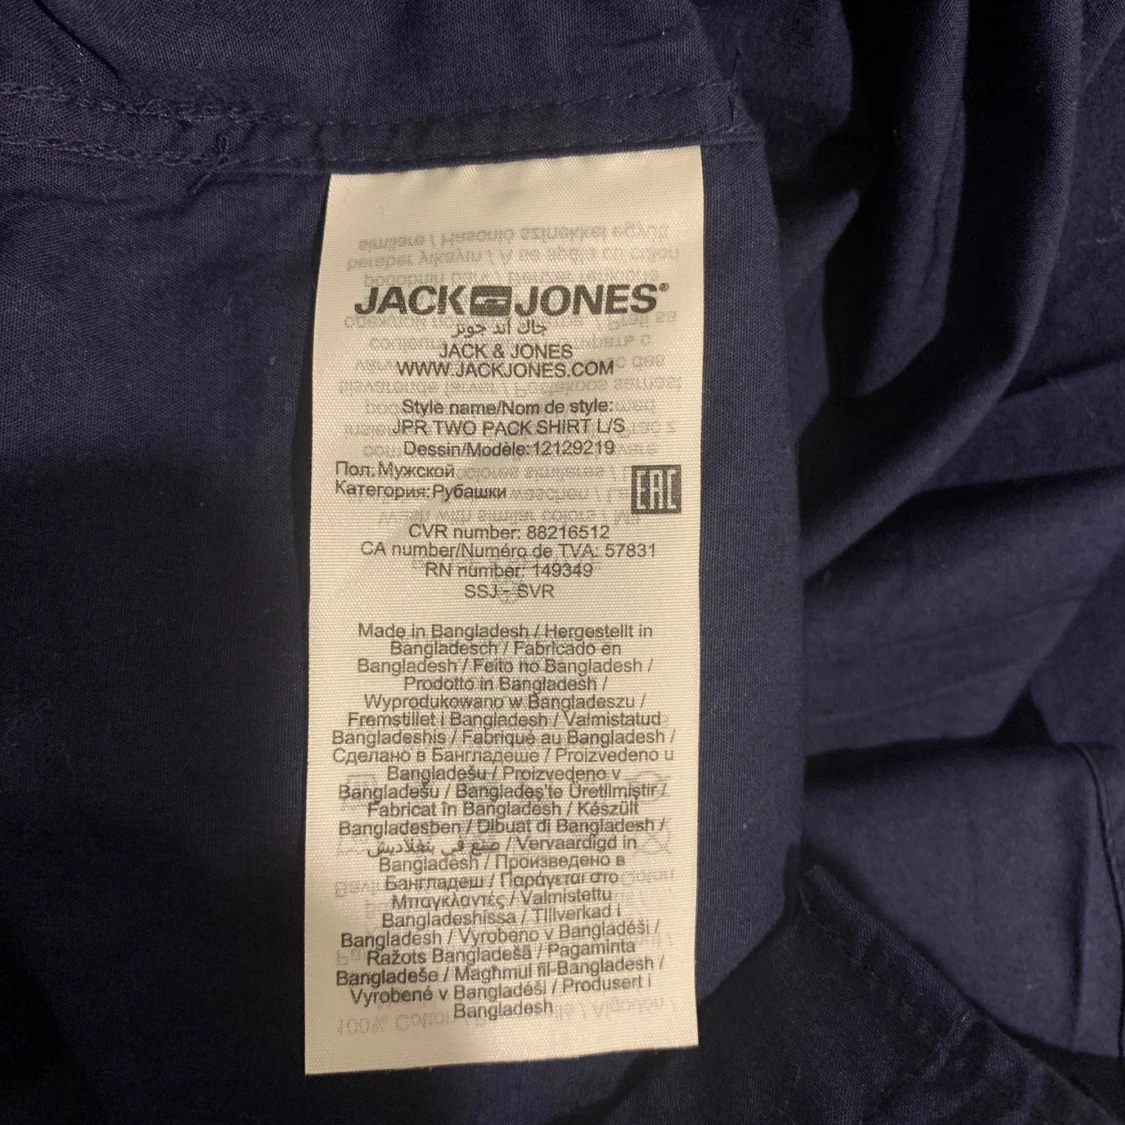 JACK JONES®
جاك اند جونز
JACK & JONES
WWW.JACKJONES.COM
Style name/Nom de style:
JPR TWO PACK SHIRT L/S
Dessin/Modèle:12129219
Пол:Мужской
Категория:Рубашки
EAC
CVR number: 88216512
CA number/Numéro de TVA: 57831
RN number: 149349
SSJ - SVR
Made in Bangladesh / Hergestellt in
Bangladesch / Fabricado en
Bangladesh / Feito no Bangladesh /
Prodotto in Bangladesh /
Wyprodukowano w Bangladeszu /
Fremstillet i Bangladesh / Valmistatud
Bangladeshis / Fabriqué au Bangladesh /
Сделано в Бангладеше / Proizvedeno u
Bangladešu / Proizvedeno v
Bangladešu / Bangladeş'te Üretilmiştir /
Fabricat în Bangladesh / Készült
Bangladesben / Dibuat di Bangladesh /
صنع في بنغلاديش / Vervaardigd in
Bangladesh / Произведено в
Бангладеш / Παράγεται στο
Μπαγκλαντές / Valmistettu
Bangladeshissa / Tillverkad i
Bangladesh / Vyrobeno v Bangladéši /
Ražots Bangladešā / Pagaminta
Bangladeše / Maghmul fil-Bangladesh /
Vyrobené v Bangladéši / Produsert i
Bangladesh